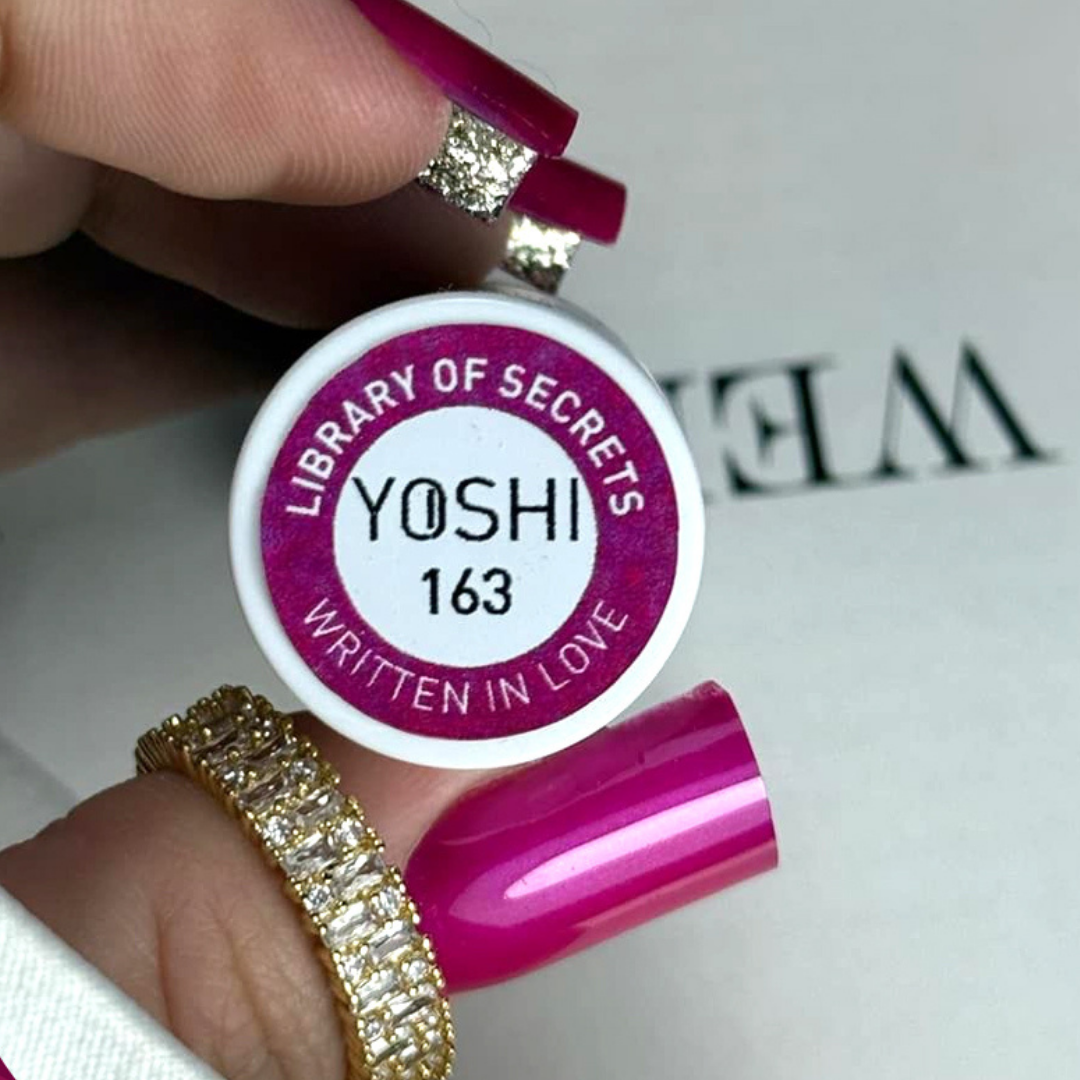 LIBRARY OF SECRETS
YOSHI
163
WRITTEN IN LOVE